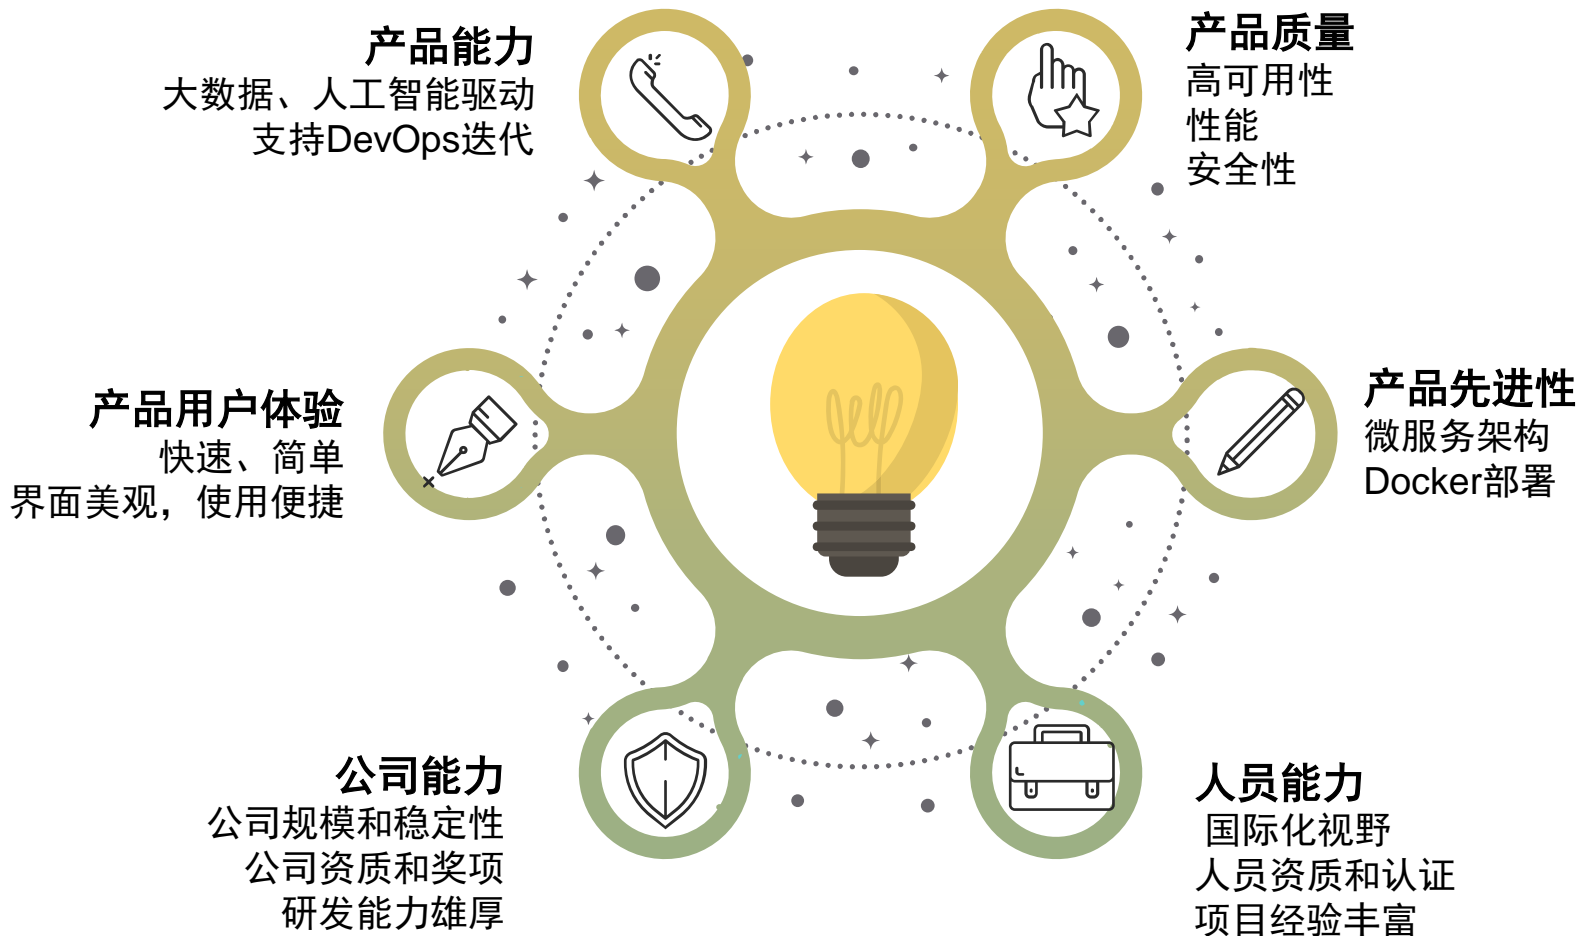 产品能力
大数据、人工智能驱动
支持DevOps迭代
产品质量
高可用性
性能
安全性
产品用户体验
快速、简单
界面美观，使用便捷
产品先进性
微服务架构
Docker部署
公司能力
公司规模和稳定性
公司资质和奖项
研发能力雄厚
人员能力
国际化视野
人员资质和认证
项目经验丰富